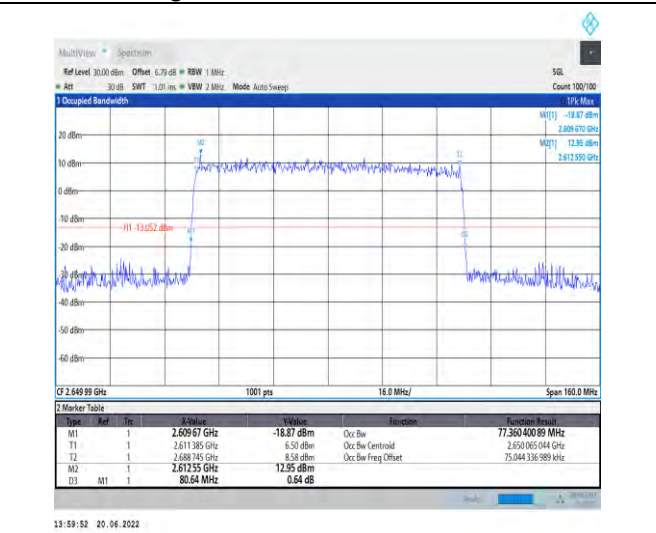 MultiView Spectrum
Ref Level 30.00 dBm Offset 6.79 dB RBW 1 MHz SGL
Att 30 dB SWT 1.01 ms VBW 2 MHz Mode Auto Sweep Count 100/100
1 Occupied Bandwidth 1Pk Max
M1[1] -18.87 dBm
2.609 670 GHz
20 dBm
M2 M2[1] 12.95 dBm
2.612 550 GHz
10 dBm
0 dBm
-10 dBm
H1 -13.052 dBm
M1
-20 dBm
-30 dBm
-40 dBm
-50 dBm
-60 dBm
CF 2.649 99 GHz 1001 pts 16.0 MHz/ Span 160.0 MHz
2 Marker Table
Type Ref Trc X-Value Y-Value Function Function Result
M1 1 2.609 67 GHz -18.87 dBm Occ Bw 77.360 400 89 MHz
T1 1 2.611 385 GHz 6.50 dBm Occ Bw Centroid 2.650 065 044 GHz
T2 1 2.688 745 GHz 8.58 dBm Occ Bw Freq Offset 75.044 336 989 kHz
M2 1 2.612 55 GHz 12.95 dBm
D3 M1 1 80.64 MHz 0.64 dB
13:59:52 20.06.2022